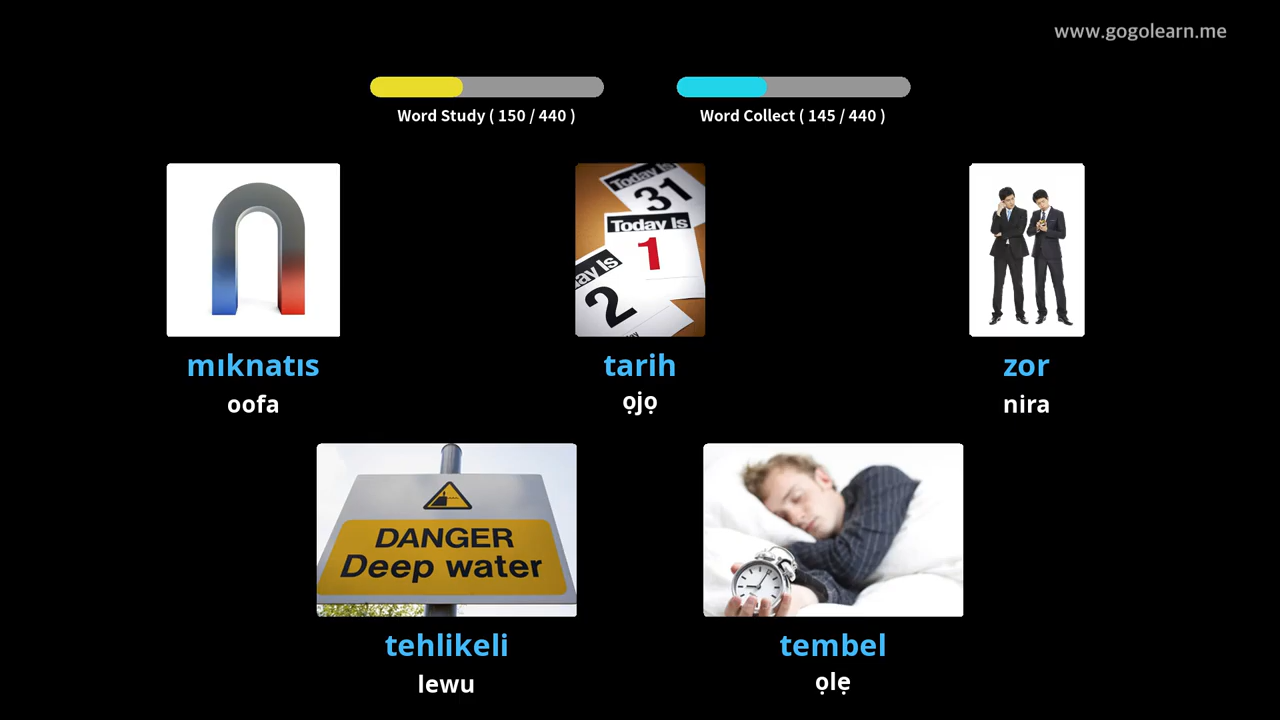 www.gogolearn.me
Word Study ( 150 / 440 )
Word Collect ( 145 / 440 )
Today Is
31
Today Is
1
ay Is
2
mıknatıs
oofa
tarih
ọjọ
zor
nira
DANGER
Deep water
tehlikeli
lewu
tembel
ọlẹ